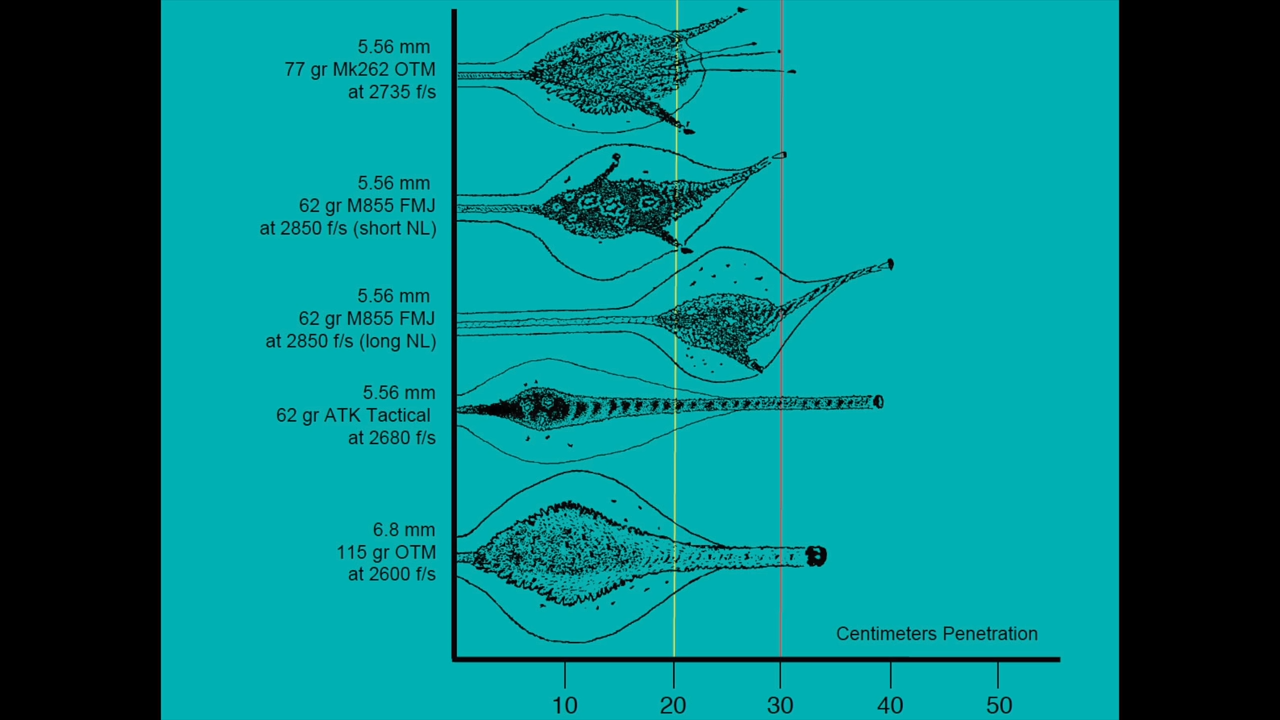 5.56 mm
77 gr Mk262 OTM
at 2735 f/s
5.56 mm
62 gr M855 FMJ
at 2850 f/s (short NL)
5.56 mm
62 gr M855 FMJ
at 2850 f/s (long NL)
5.56 mm
62 gr ATK Tactical
at 2680 f/s
6.8 mm
115 gr OTM
at 2600 f/s
Centimeters Penetration
10 20 30 40 50